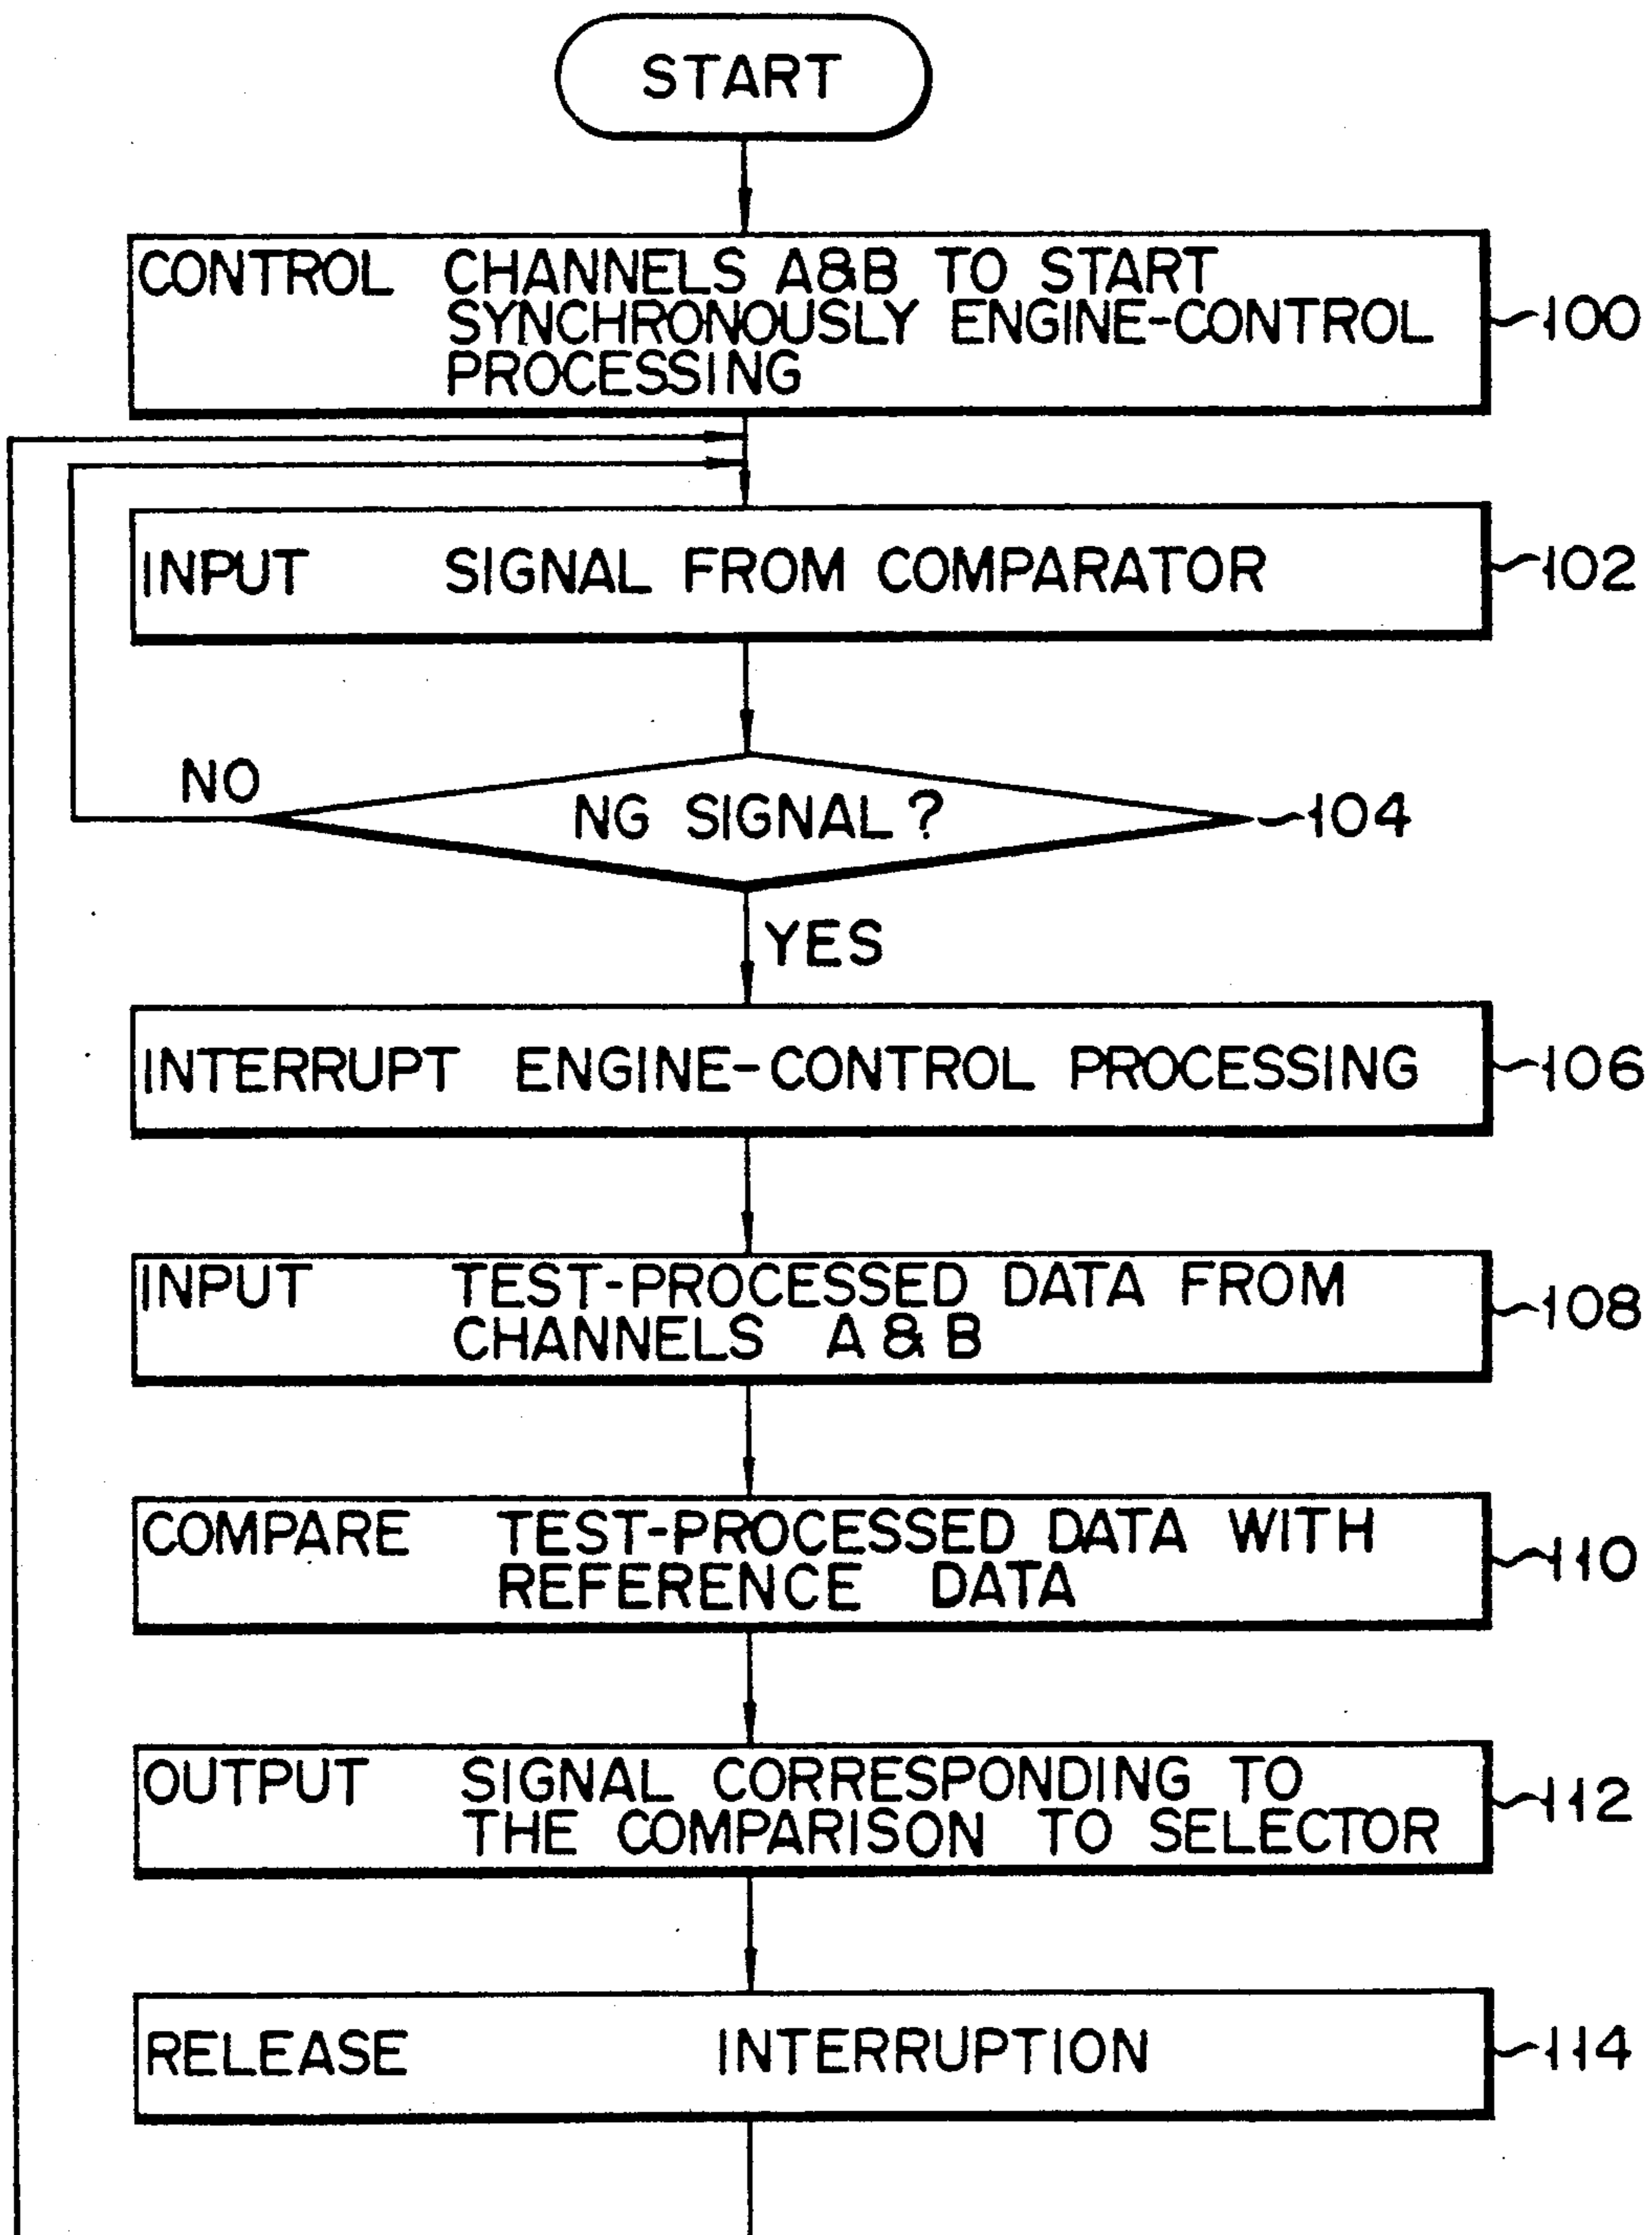 START
CONTROL CHANNELS A&B TO START
SYNCHRONOUSLY ENGINE-CONTROL
PROCESSING
100
INPUT SIGNAL FROM COMPARATOR
102
NO
NG SIGNAL?
104
YES
INTERRUPT ENGINE-CONTROL PROCESSING
106
INPUT TEST-PROCESSED DATA FROM
CHANNELS A & B
108
COMPARE TEST-PROCESSED DATA WITH
REFERENCE DATA
110
OUTPUT SIGNAL CORRESPONDING TO
THE COMPARISON TO SELECTOR
112
RELEASE INTERRUPTION
114